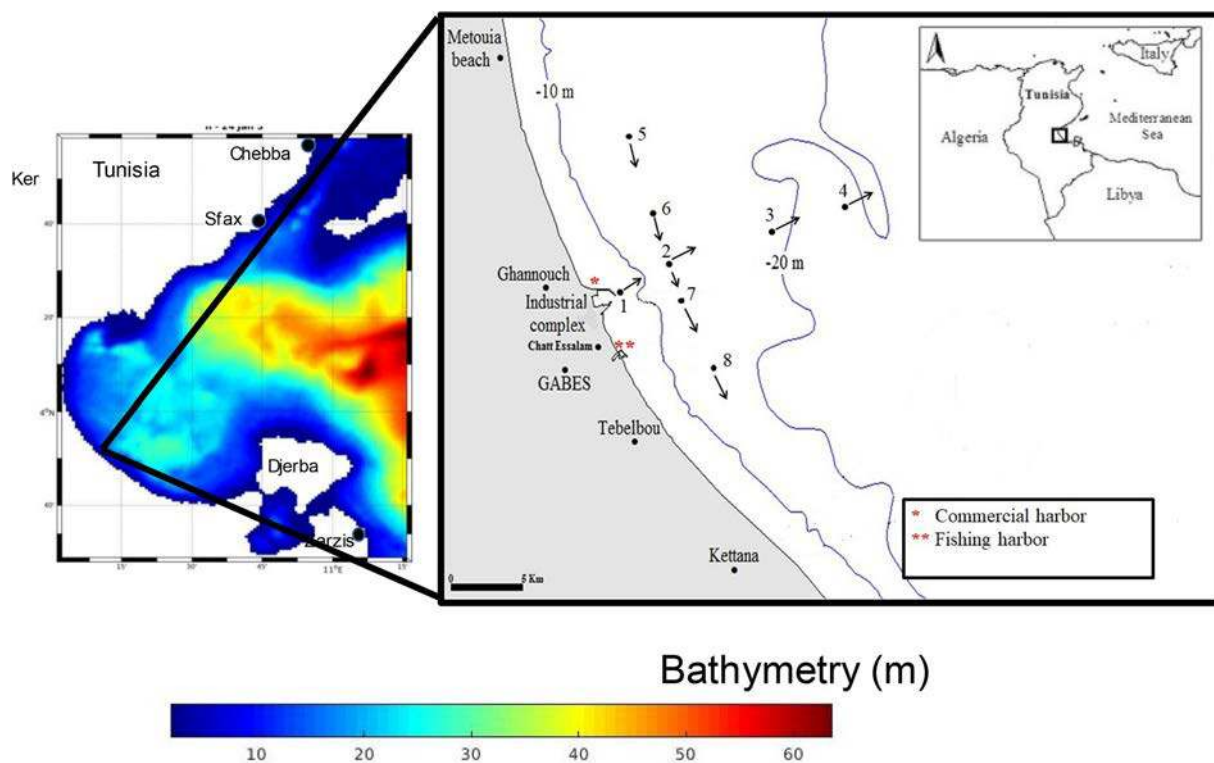 Ker
Tunisia
Chebba
Sfax
Djerba
Zarzis
40'
20'
40'
15'
30'
45'
11°E
15'
Metouia
beach
-10 m
5
6
2
3
4
-20 m
1
7
8
Ghannouch
Industrial
complex
Chatt Essalam
GABES
Tebelbou
Kettana
*
**
0 5 Km
Italy
Tunisia
Algeria
Mediterranean
Sea
Libya
* Commercial harbor
** Fishing harbor
Bathymetry (m)
10 20 30 40 50 60